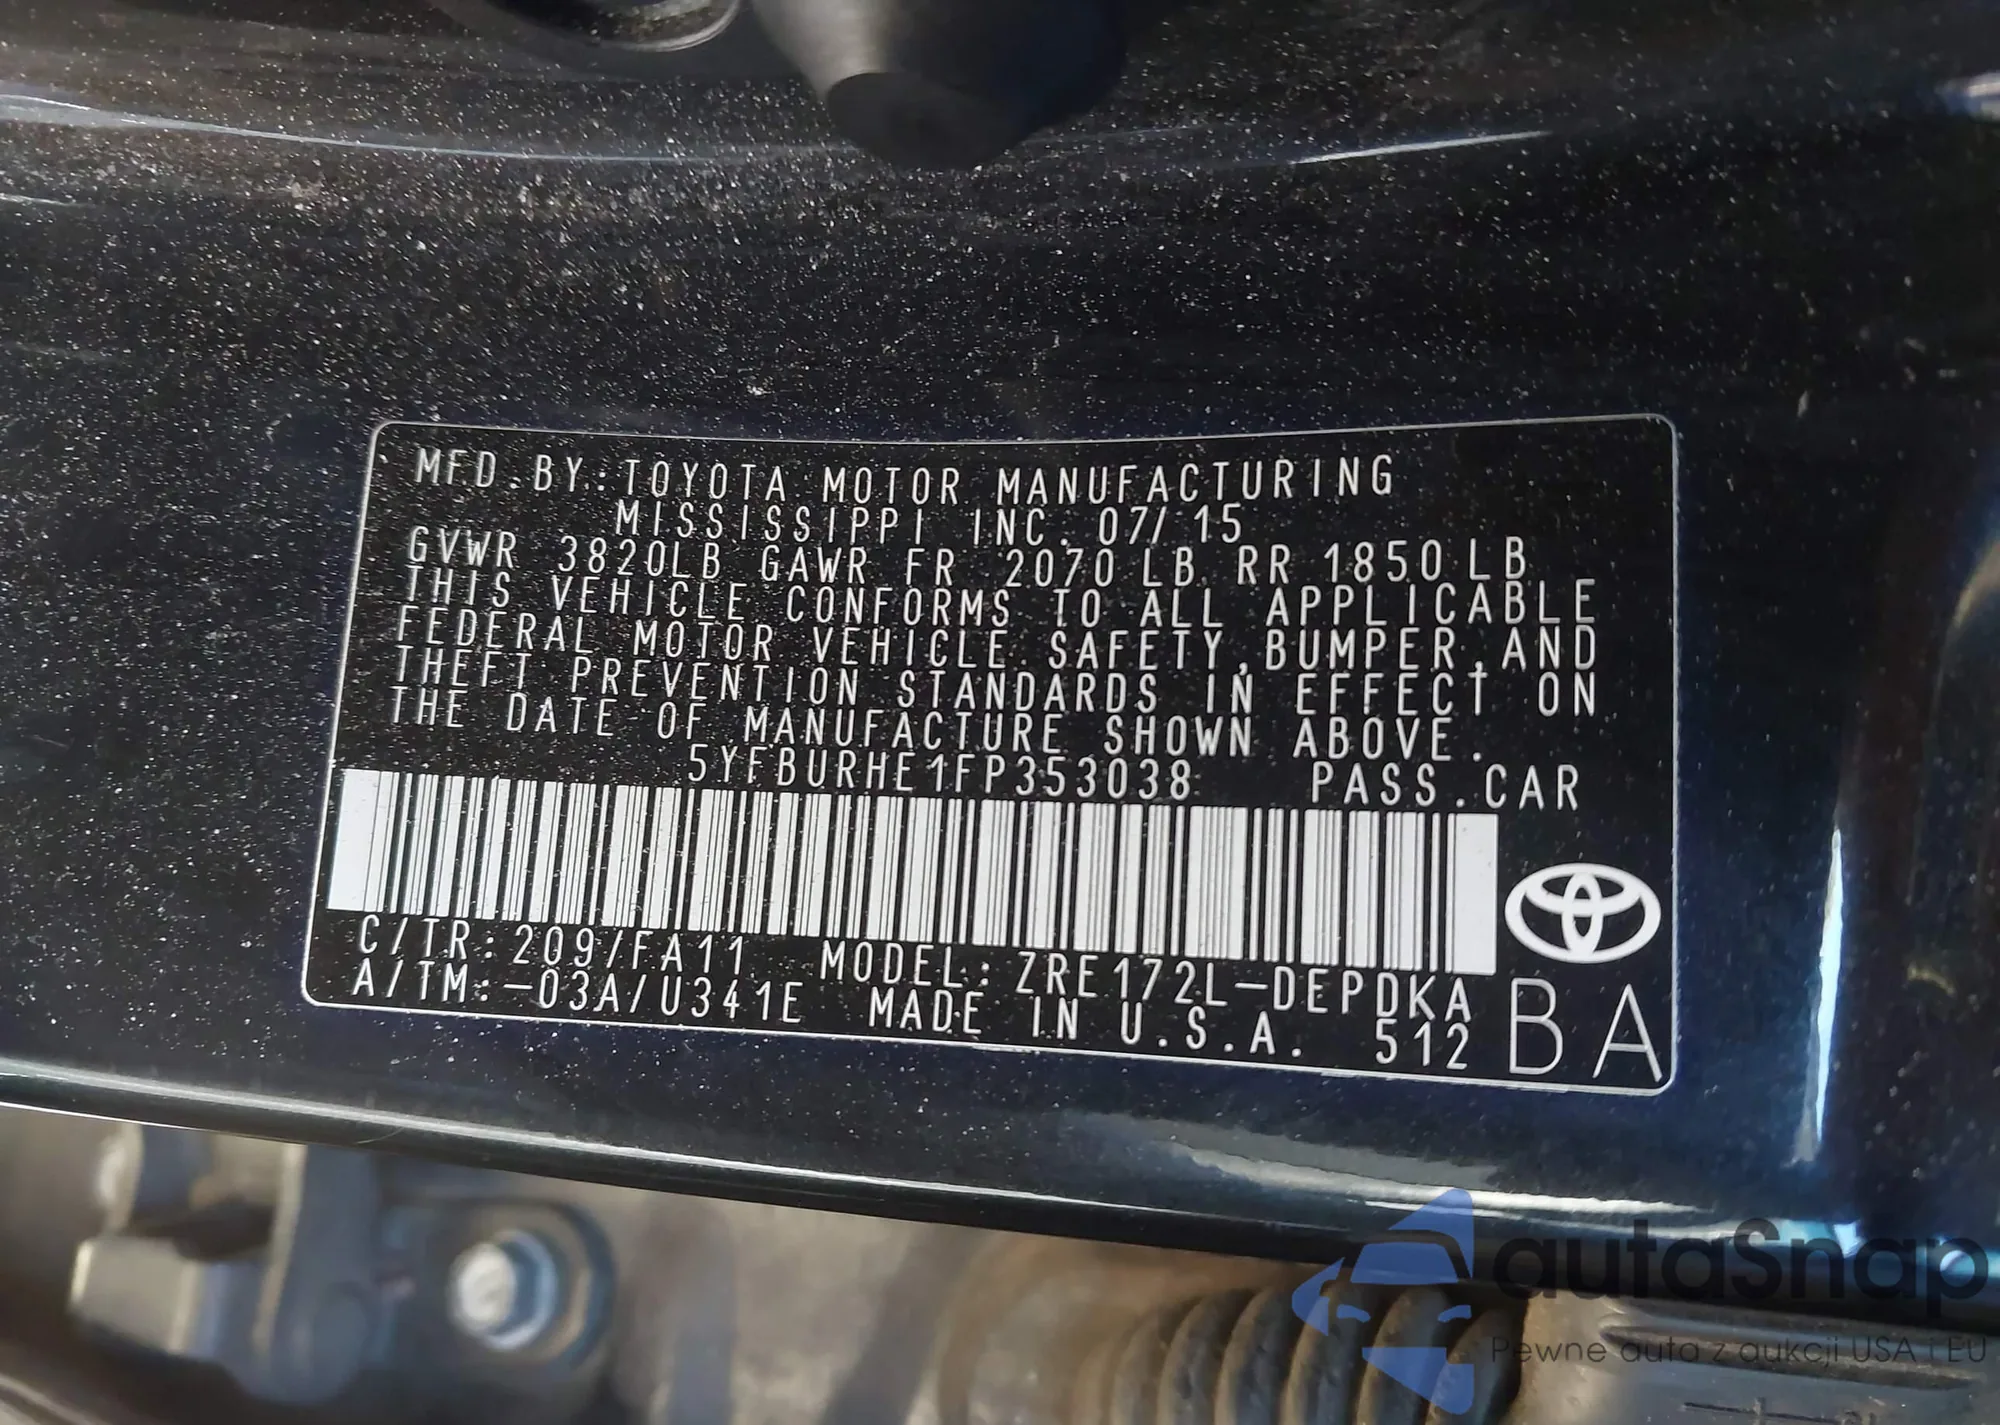 MFD.BY:TOYOTA MOTOR MANUFACTURING
MISSISSIPPI INC. 07/15
GVWR 3820LB GAWR FR 2070LB RR 1850LB
THIS VEHICLE CONFORMS TO ALL APPLICABLE
FEDERAL MOTOR VEHICLE SAFETY,BUMPER,AND
THEFT PREVENTION STANDARDS IN EFFECT ON
THE DATE OF MANUFACTURE SHOWN ABOVE.
5YFBURHE1FP353038 PASS.CAR
C/TR:209/FA11 MODEL:ZRE172L-DEPDKA
A/TM:-03A/U341E MADE IN U.S.A. 512
BA
autaSnap
Pewne auta z aukcji USA i EU